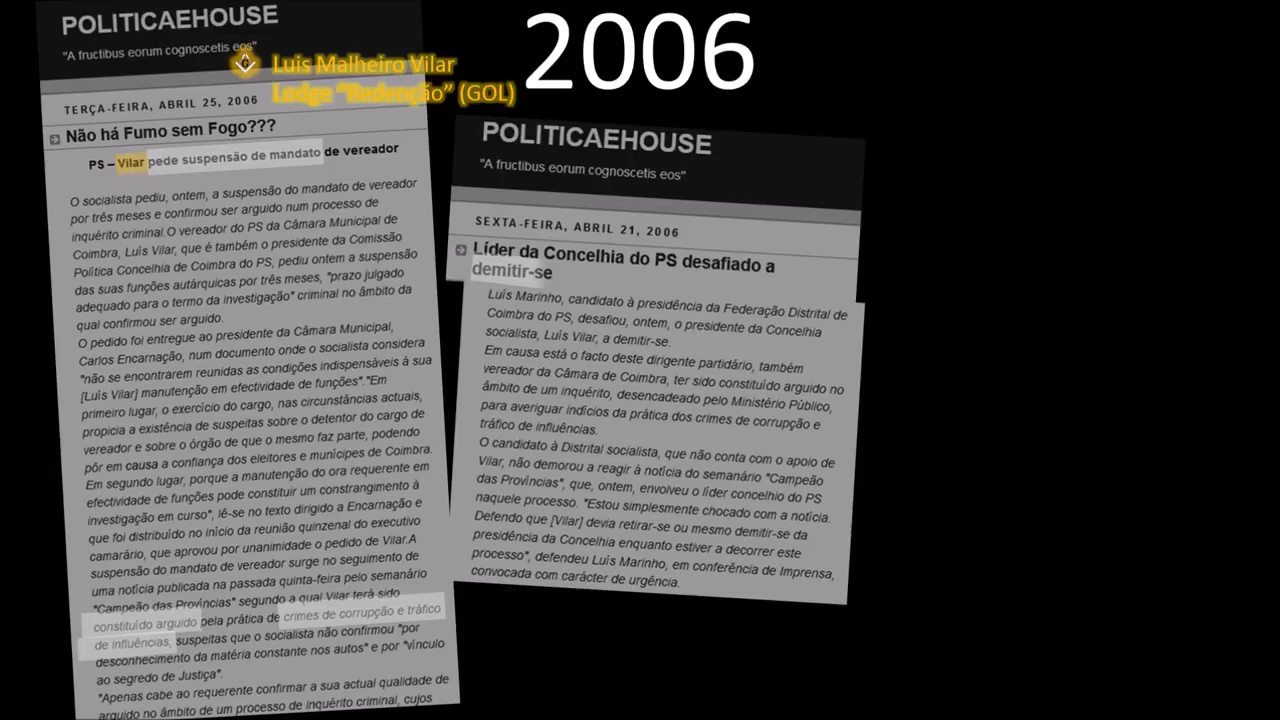 POLITICAEHOUSE
"A fructibus eorum cognoscetis eos"
Luis Malheiro Vilar
Lodge "Redenção" (GOL)
2006
TERÇA-FEIRA, ABRIL 25, 2006
Não há Fumo sem Fogo???
PS – Vilar pede suspensão de mandato de vereador
O socialista pediu, ontem, a suspensão do mandato de vereador
por três meses e confirmou ser arguido num processo de
inquérito criminal.O vereador do PS da Câmara Municipal de
Coimbra, Luís Vilar, que é também o presidente da Comissão
Política Concelhia de Coimbra do PS, pediu ontem a suspensão
das suas funções autárquicas por três meses, "prazo julgado
adequado para o termo da investigação" criminal no âmbito da
qual confirmou ser arguido.
O pedido foi entregue ao presidente da Câmara Municipal,
Carlos Encarnação, num documento onde o socialista considera
"não se encontrarem reunidas as condições indispensáveis à sua
[Luís Vilar] manutenção em efectividade de funções"."Em
primeiro lugar, o exercício do cargo, nas circunstâncias actuais,
propicia a existência de suspeitas sobre o detentor do cargo de
vereador e sobre o órgão de que o mesmo faz parte, podendo
pôr em causa a confiança dos eleitores e munícipes de Coimbra.
Em segundo lugar, porque a manutenção do ora requerente em
efectividade de funções pode constituir um constrangimento à
investigação em curso", lê-se no texto dirigido a Encarnação e
que foi distribuído no início da reunião quinzenal do executivo
camarário, que aprovou por unanimidade o pedido de Vilar.A
suspensão do mandato de vereador surge no seguimento de
uma notícia publicada na passada quinta-feira pelo semanário
"Campeão das Províncias" segundo a qual Vilar terá sido
constituído arguido pela prática de crimes de corrupção e tráfico
de influências, suspeitas que o socialista não confirmou "por
desconhecimento da matéria constante nos autos" e por "vínculo
ao segredo de Justiça".
"Apenas cabe ao requerente confirmar a sua actual qualidade de
arguido no âmbito de um processo de inquérito criminal, cujos
POLITICAEHOUSE
"A fructibus eorum cognoscetis eos"
SEXTA-FEIRA, ABRIL 21, 2006
Líder da Concelhia do PS desafiado a
demitir-se
Luís Marinho, candidato à presidência da Federação Distrital de
Coimbra do PS, desafiou, ontem, o presidente da Concelhia
socialista, Luís Vilar, a demitir-se.
Em causa está o facto deste dirigente partidário, também
vereador da Câmara de Coimbra, ter sido constituído arguido no
âmbito de um inquérito, desencadeado pelo Ministério Público,
para averiguar indícios da prática dos crimes de corrupção e
tráfico de influências.
O candidato à Distrital socialista, que não conta com o apoio de
Vilar, não demorou a reagir à notícia do semanário "Campeão
das Províncias", que, ontem, envolveu o líder concelhio do PS
naquele processo. "Estou simplesmente chocado com a notícia.
Defendo que [Vilar] devia retirar-se ou mesmo demitir-se da
presidência da Concelhia enquanto estiver a decorrer este
processo", defendeu Luís Marinho, em conferência de Imprensa,
convocada com carácter de urgência.